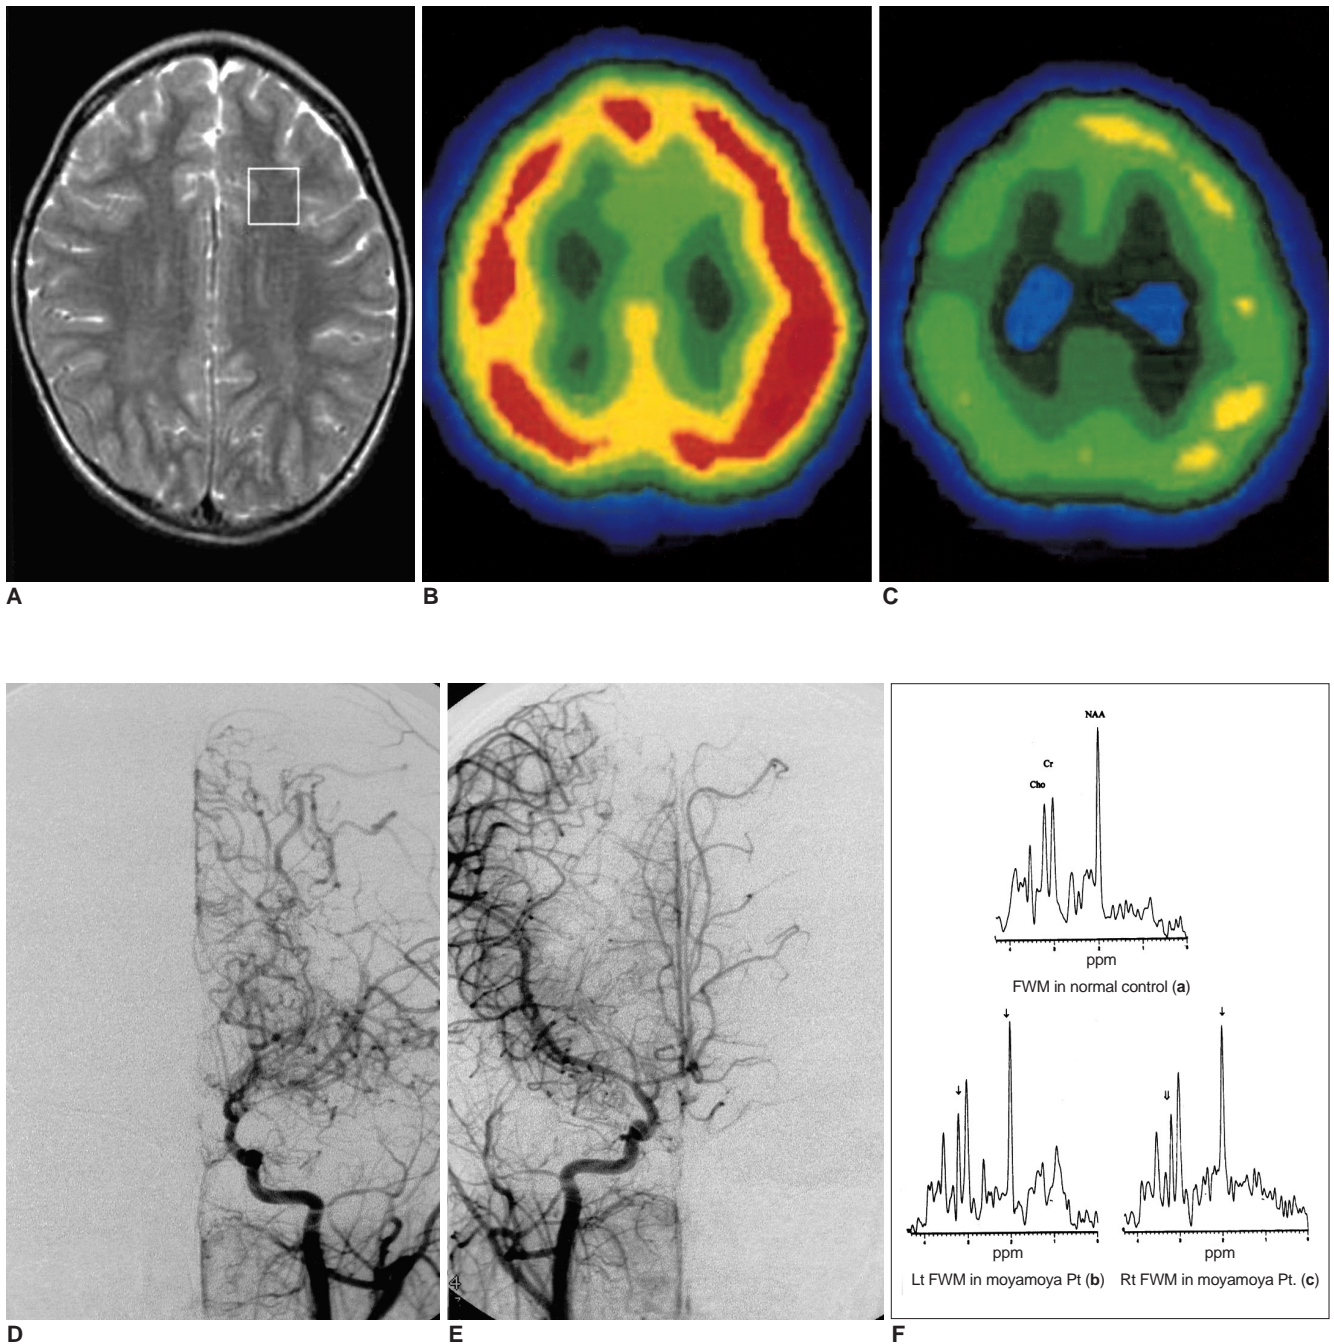 A
B
C
D
E
NAA
Cr
Cho
ppm
FWM in normal control (a)
ppm
ppm
Lt FWM in moyamoya Pt (b)
Rt FWM in moyamoya Pt. (c)
F